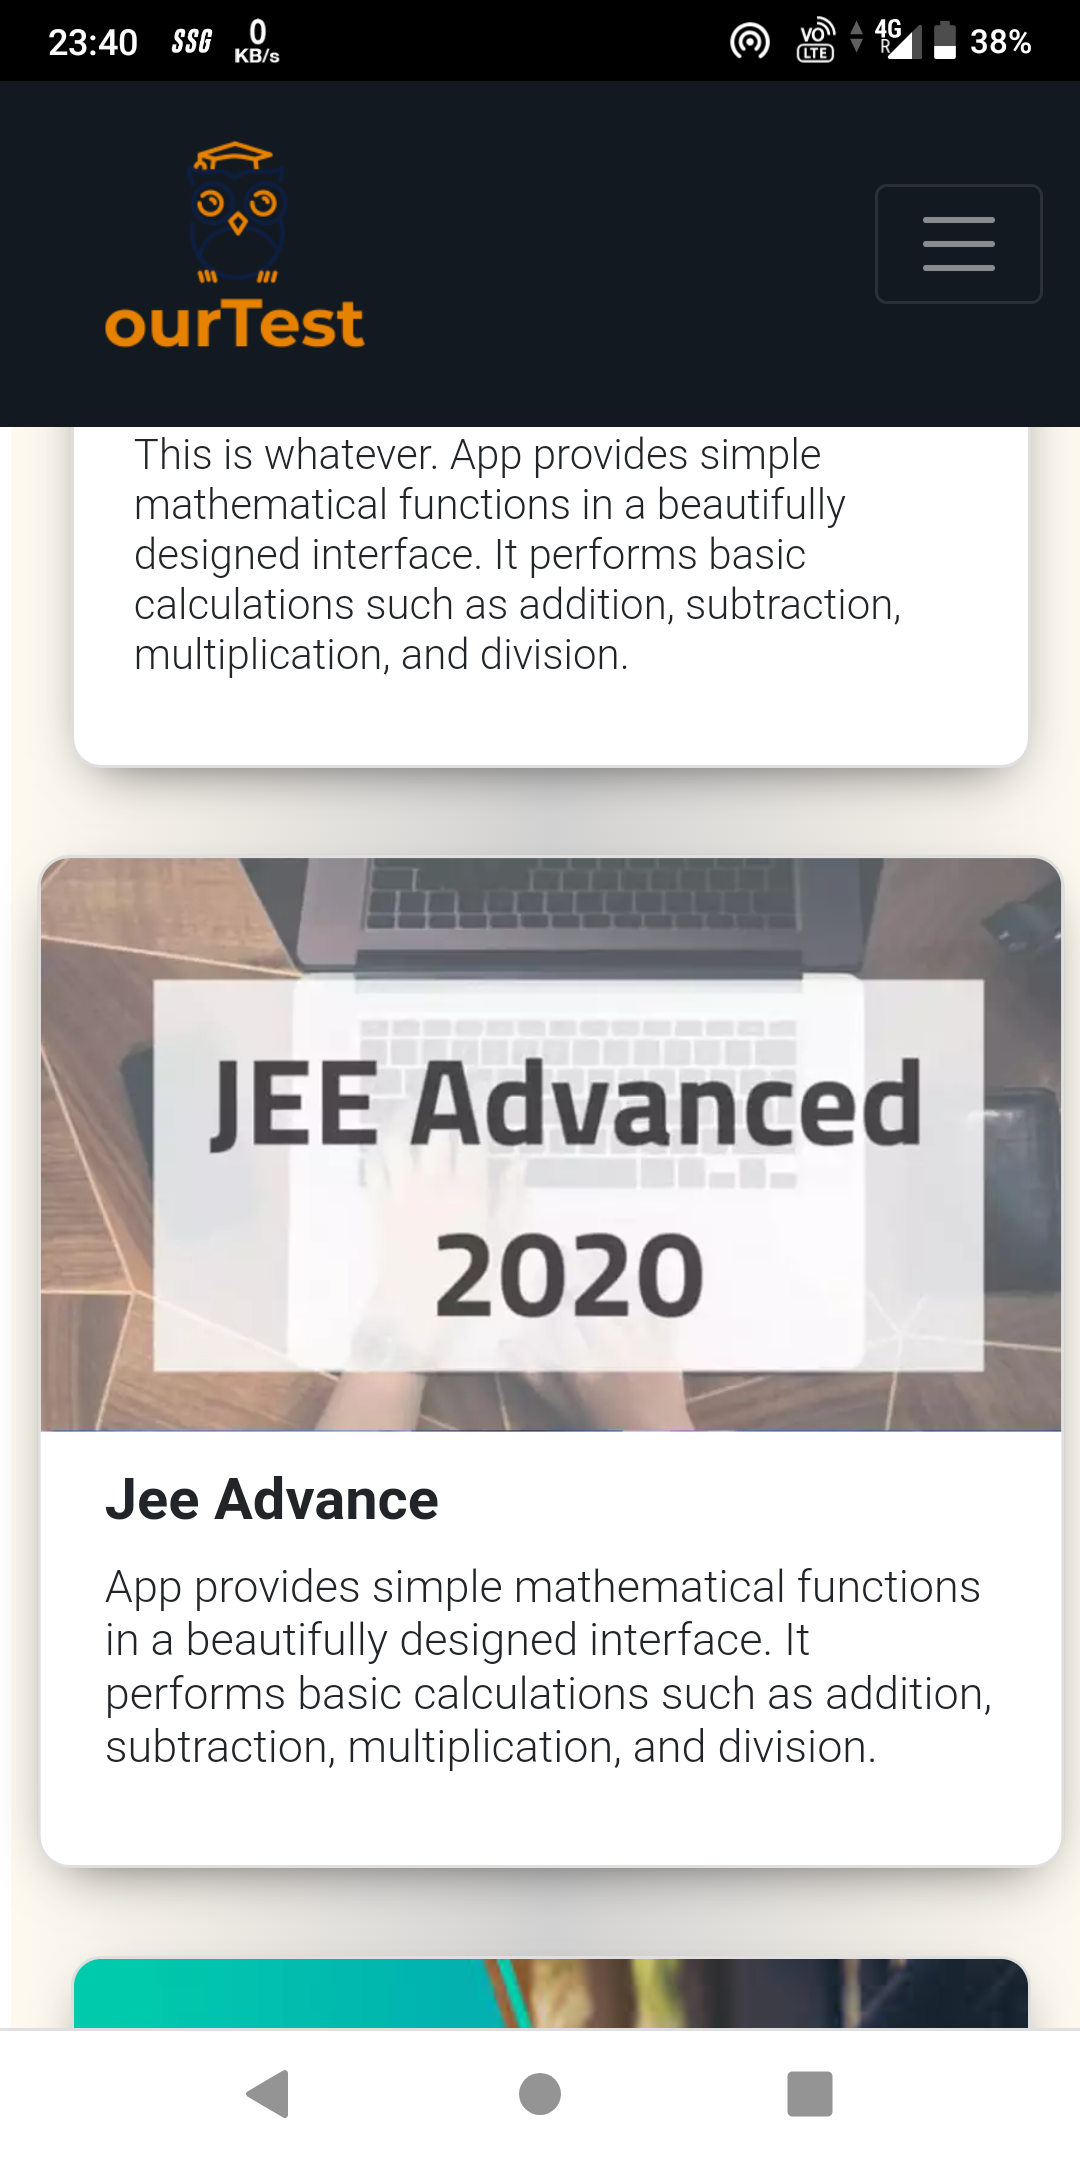 23:40 SSG 0 KB/s VO LTE 4G R 38%
ourTest
This is whatever. App provides simple
mathematical functions in a beautifully
designed interface. It performs basic
calculations such as addition, subtraction,
multiplication, and division.
JEE Advanced
2020
Jee Advance
App provides simple mathematical functions
in a beautifully designed interface. It
performs basic calculations such as addition,
subtraction, multiplication, and division.